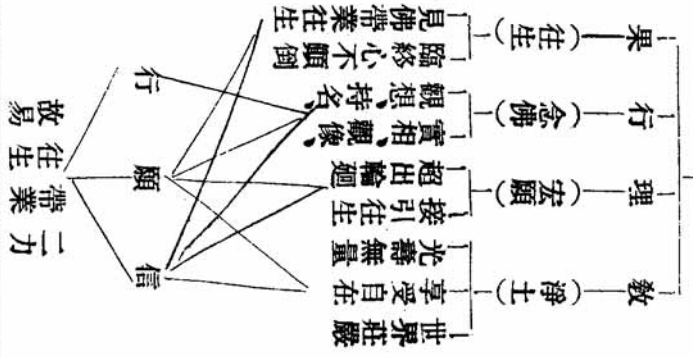 教（淨土）
世界莊嚴
享受自在
光壽無量
理（宏願）
接引往生
超出輪廻
行（念佛）
實相、觀像、
觀想、持名、
果（往生）
臨終心不顛倒
見佛帶業往生
信
願
行
二力
帶業
往生
故易